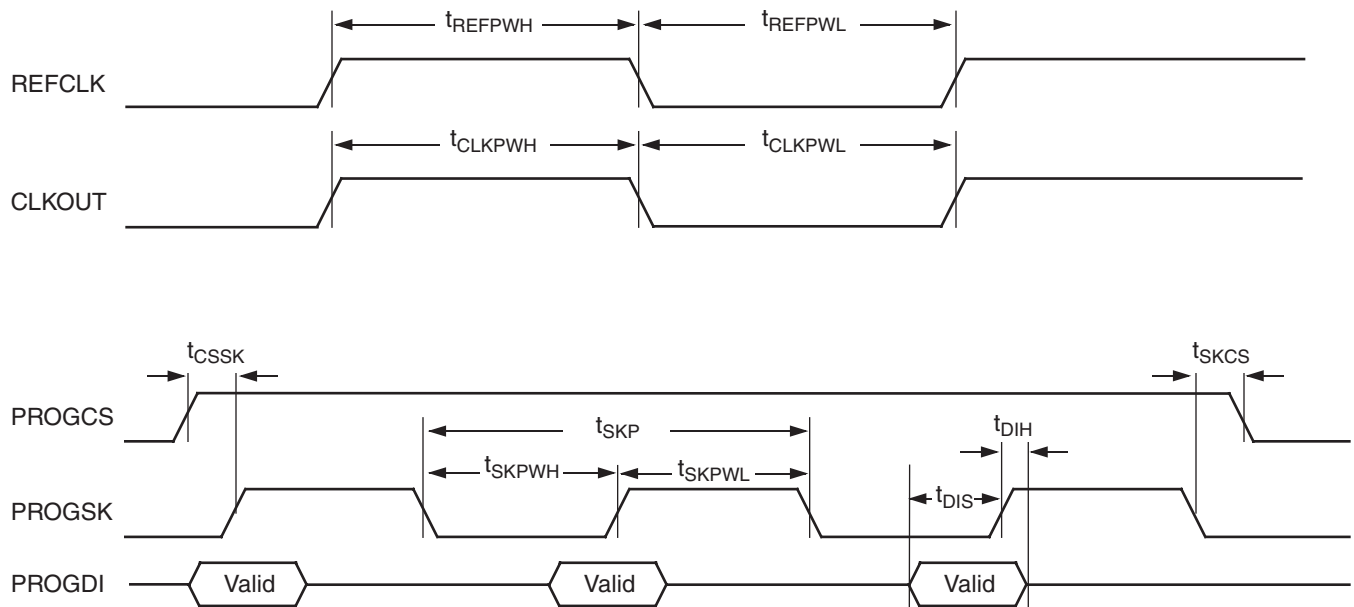 tREFPWH tREFPWL
REFCLK
tCLKPWH tCLKPWL
CLKOUT
tCSSK tSKCS
PROGCS
tSKP tDIH
tSKPWH tSKPWL
tDIS
PROGSK
PROGDI Valid Valid Valid